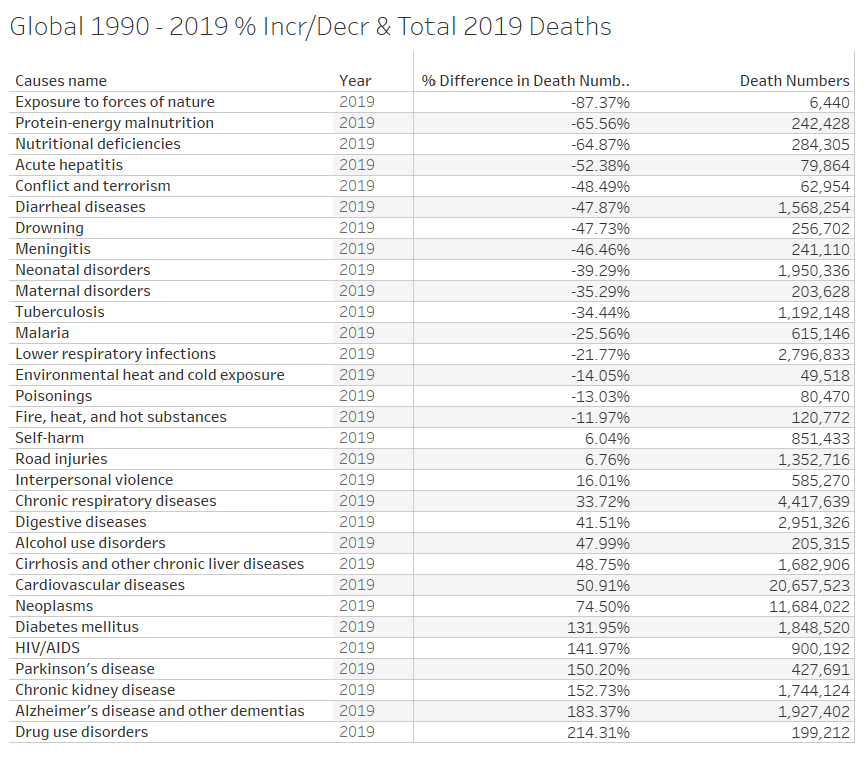 Global 1990 - 2019 % Incr/Decr & Total 2019 Deaths
Causes name Year % Difference in Death Numb.. Death Numbers
Exposure to forces of nature 2019 -87.37% 6,440
Protein-energy malnutrition 2019 -65.56% 242,428
Nutritional deficiencies 2019 -64.87% 284,305
Acute hepatitis 2019 -52.38% 79,864
Conflict and terrorism 2019 -48.49% 62,954
Diarrheal diseases 2019 -47.87% 1,568,254
Drowning 2019 -47.73% 256,702
Meningitis 2019 -46.46% 241,110
Neonatal disorders 2019 -39.29% 1,950,336
Maternal disorders 2019 -35.29% 203,628
Tuberculosis 2019 -34.44% 1,192,148
Malaria 2019 -25.56% 615,146
Lower respiratory infections 2019 -21.77% 2,796,833
Environmental heat and cold exposure 2019 -14.05% 49,518
Poisonings 2019 -13.03% 80,470
Fire, heat, and hot substances 2019 -11.97% 120,772
Self-harm 2019 6.04% 851,433
Road injuries 2019 6.76% 1,352,716
Interpersonal violence 2019 16.01% 585,270
Chronic respiratory diseases 2019 33.72% 4,417,639
Digestive diseases 2019 41.51% 2,951,326
Alcohol use disorders 2019 47.99% 205,315
Cirrhosis and other chronic liver diseases 2019 48.75% 1,682,906
Cardiovascular diseases 2019 50.91% 20,657,523
Neoplasms 2019 74.50% 11,684,022
Diabetes mellitus 2019 131.95% 1,848,520
HIV/AIDS 2019 141.97% 900,192
Parkinson's disease 2019 150.20% 427,691
Chronic kidney disease 2019 152.73% 1,744,124
Alzheimer's disease and other dementias 2019 183.37% 1,927,402
Drug use disorders 2019 214.31% 199,212